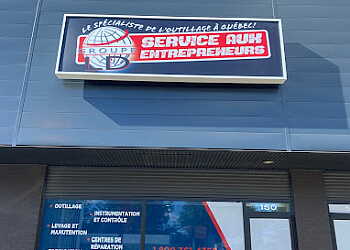 LE SPÉCIALISTE DE L'OUTILLAGE À QUÉBEC!
GROUPE
SERVICE AUX
ENTREPRENEURS
• OUTILLAGE
• LEVAGE ET
MANUTENTION
• INSTRUMENTATION
ET CONTRÔLE
• CENTRES DE
RÉPARATION
150